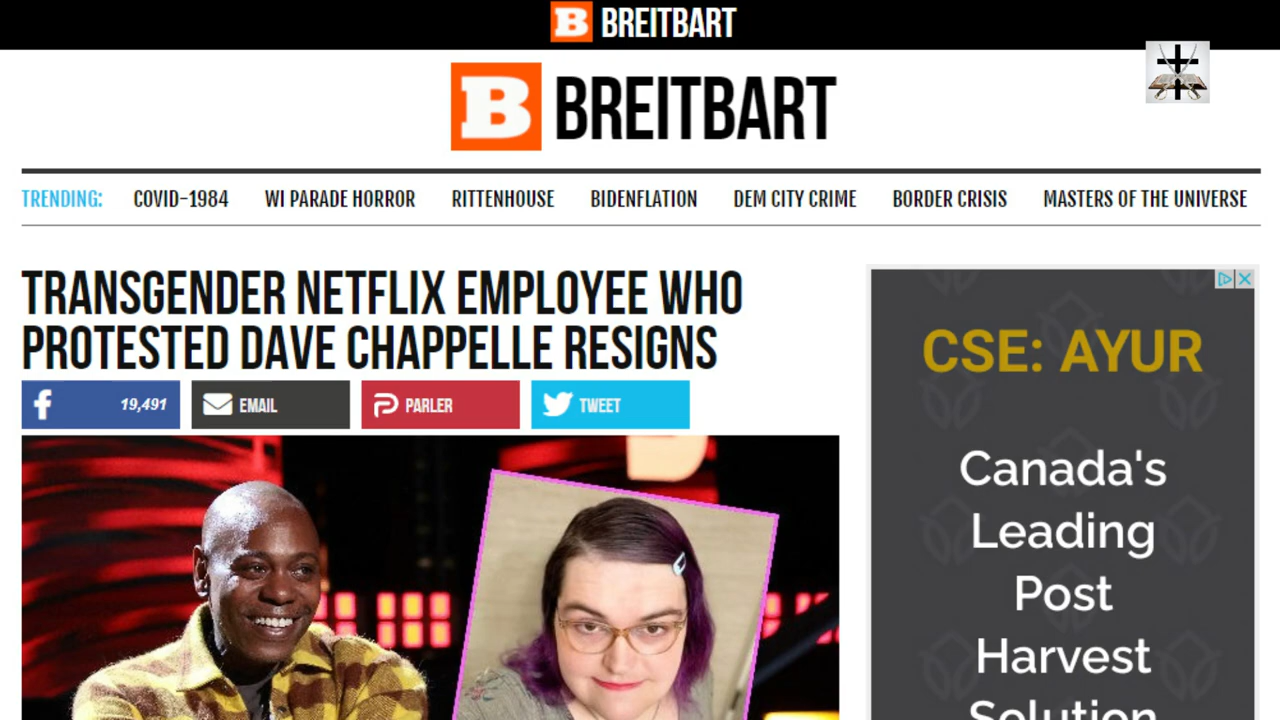 B BREITBART
B BREITBART
TRENDING: COVID-1984 WI PARADE HORROR RITTENHOUSE BIDENFLATION DEM CITY CRIME BORDER CRISIS MASTERS OF THE UNIVERSE
TRANSGENDER NETFLIX EMPLOYEE WHO
PROTESTED DAVE CHAPPELLE RESIGNS
f 19,491 EMAIL PARLER TWEET
CSE: AYUR
Canada's
Leading
Post
Harvest
Solution